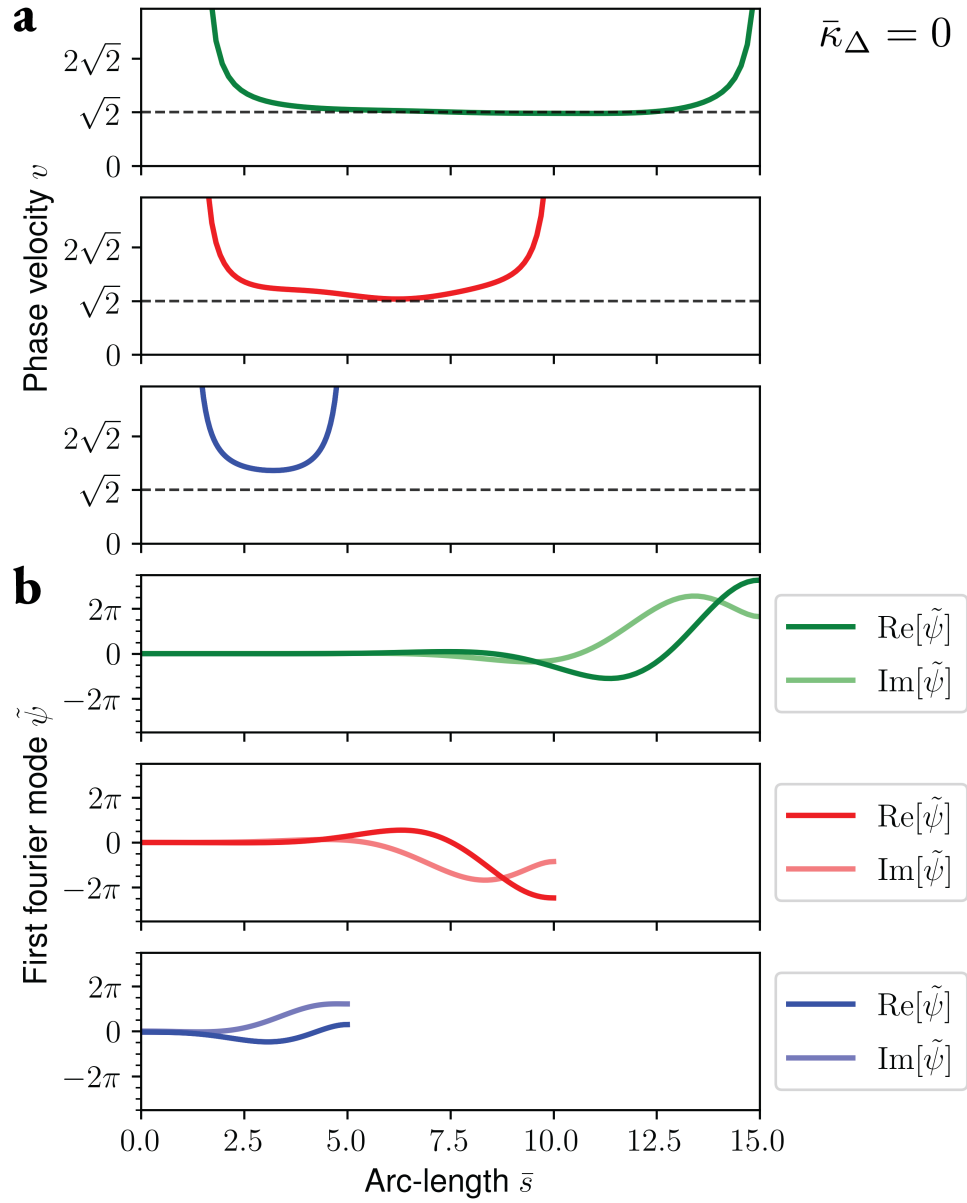 a
κ̄_Δ = 0
Phase velocity v
2√2
√2
0
2√2
√2
0
2√2
√2
0
b
First fourier mode ψ̃
2π
0
−2π
Re[ψ̃]
Im[ψ̃]
2π
0
−2π
Re[ψ̃]
Im[ψ̃]
2π
0
−2π
Re[ψ̃]
Im[ψ̃]
0.0 2.5 5.0 7.5 10.0 12.5 15.0
Arc-length s̄